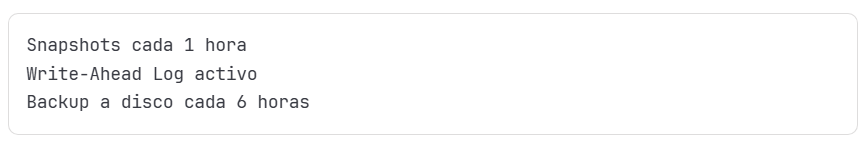 Snapshots cada 1 hora
Write-Ahead Log activo
Backup a disco cada 6 horas